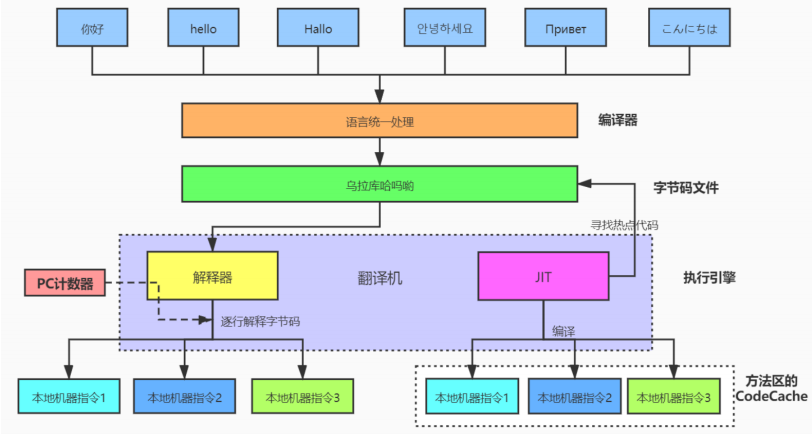 你好
hello
Hallo
안녕하세요
Привет
こんにちは
语言统一处理
编译器
乌拉库哈吗哟
字节码文件
寻找热点代码
解释器
翻译机
JIT
执行引擎
PC计数器
逐行解释字节码
编译
本地机器指令1
本地机器指令2
本地机器指令3
本地机器指令1
本地机器指令2
本地机器指令3
方法区的
CodeCache